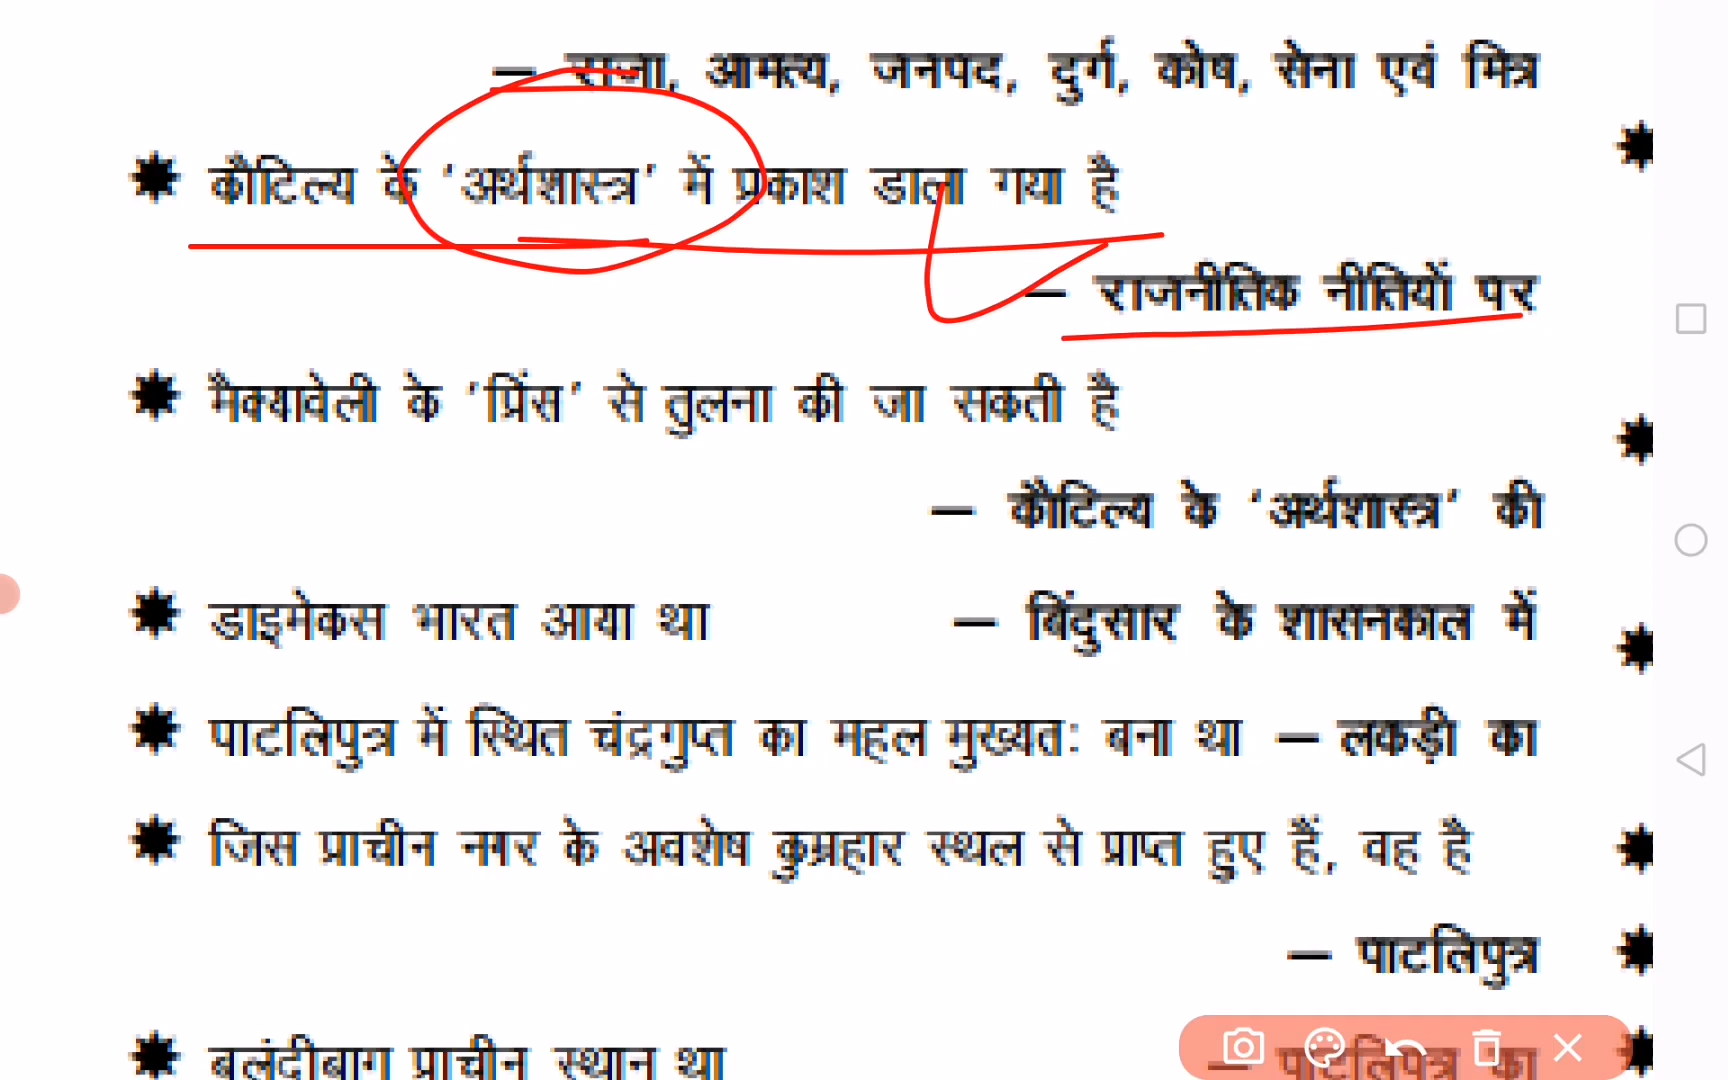 — राजा, आमत्य, जनपद, दुर्ग, कोष, सेना एवं मित्र
कौटिल्य के ‘अर्थशास्त्र’ में प्रकाश डाला गया है
— राजनीतिक नीतियों पर
मैक्यावेली के ‘प्रिंस’ से तुलना की जा सकती है
— कौटिल्य के ‘अर्थशास्त्र’ की
डाइमेकस भारत आया था — बिंदुसार के शासनकाल में
पाटलिपुत्र में स्थित चंद्रगुप्त का महल मुख्यत: बना था — लकड़ी का
जिस प्राचीन नगर के अवशेष कुम्रहार स्थल से प्राप्त हुए हैं, वह है
— पाटलिपुत्र
बुलंदीबाग प्राचीन स्थान था — पाटलिपुत्र का